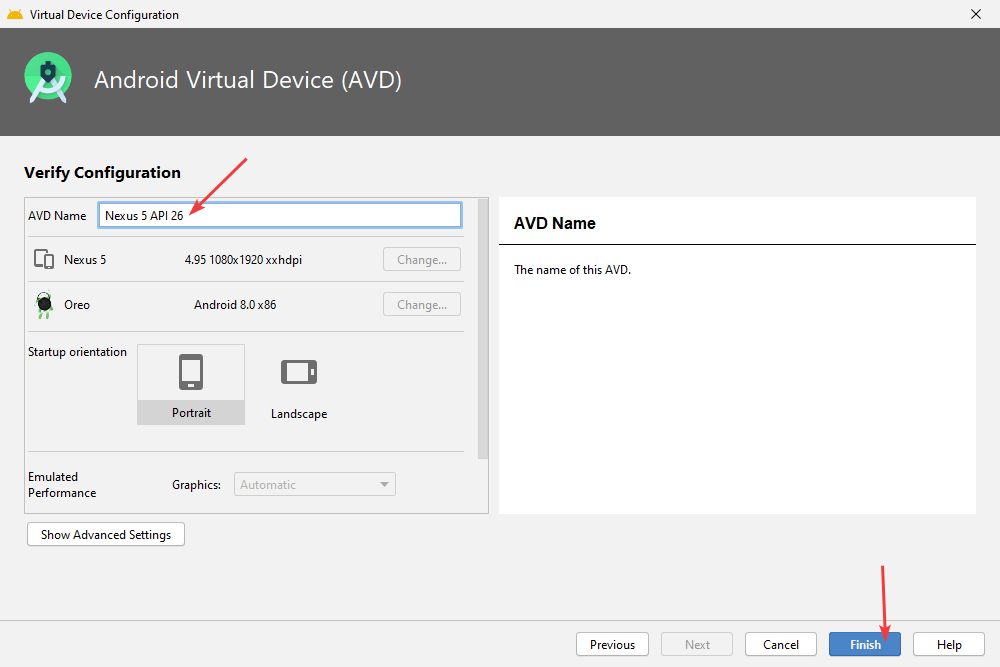 Virtual Device Configuration
Android Virtual Device (AVD)
Verify Configuration
AVD Name Nexus 5 API 26
Nexus 5 4.95 1080x1920 xxhdpi Change...
Oreo Android 8.0 x86 Change...
Startup orientation
Portrait Landscape
Emulated
Performance Graphics: Automatic
Show Advanced Settings
AVD Name
The name of this AVD.
Previous Next Cancel Finish Help